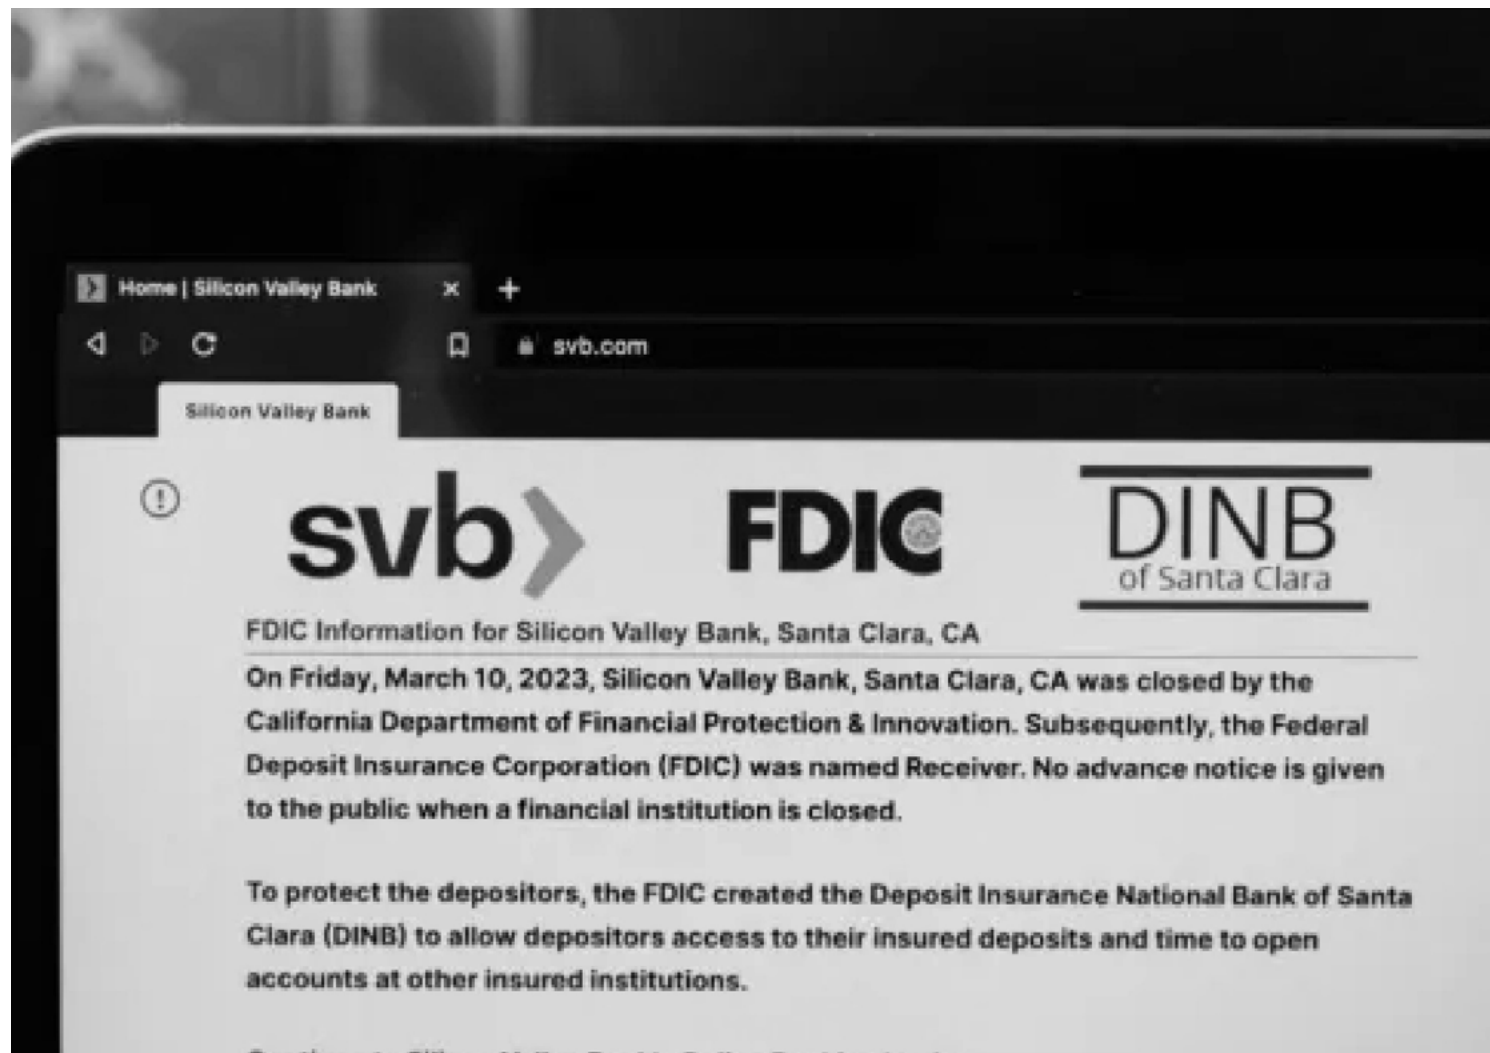 Home | Silicon Valley Bank
svb.com
Silicon Valley Bank
svb FDIC DINB
of Santa Clara
FDIC Information for Silicon Valley Bank, Santa Clara, CA
On Friday, March 10, 2023, Silicon Valley Bank, Santa Clara, CA was closed by the
California Department of Financial Protection & Innovation. Subsequently, the Federal
Deposit Insurance Corporation (FDIC) was named Receiver. No advance notice is given
to the public when a financial institution is closed.
To protect the depositors, the FDIC created the Deposit Insurance National Bank of Santa
Clara (DINB) to allow depositors access to their insured deposits and time to open
accounts at other insured institutions.